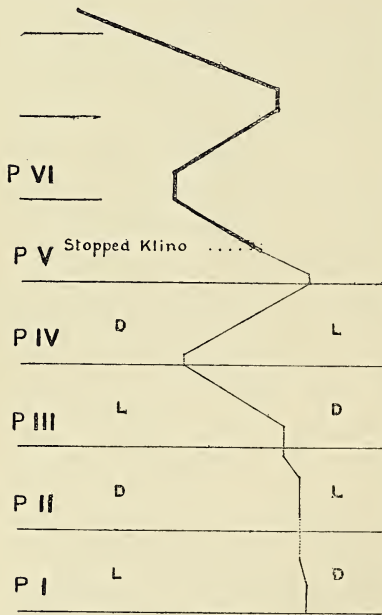 P VI
P V Stopped Klino
D L
P IV
L D
P III
D L
P II
L D
P I